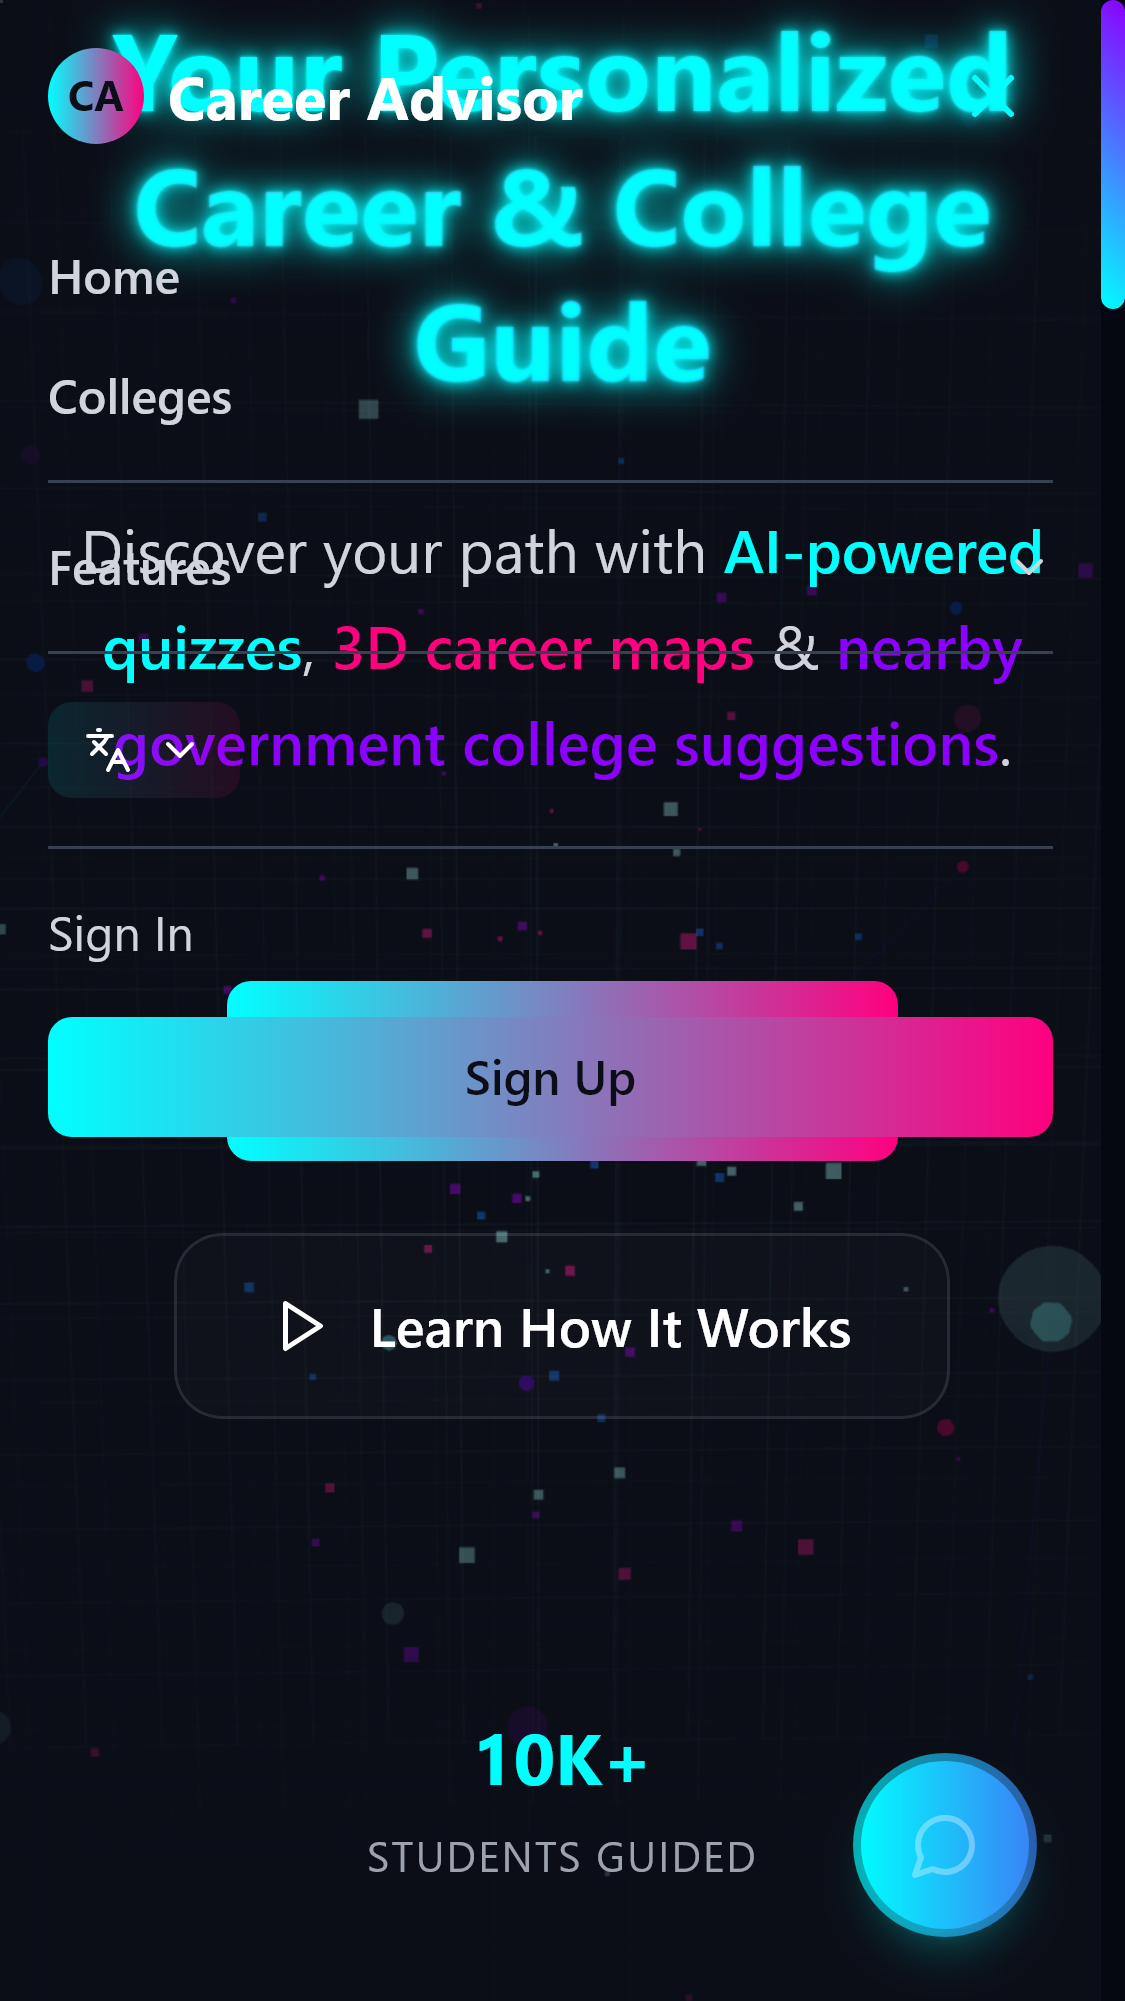 Your Personalized
CA
Career Advisor
Career & College
Home
Guide
Colleges
Discover your path with AI-powered
Features
quizzes, 3D career maps & nearby
government college suggestions.
Sign In
Sign Up
Learn How It Works
10K+
STUDENTS GUIDED